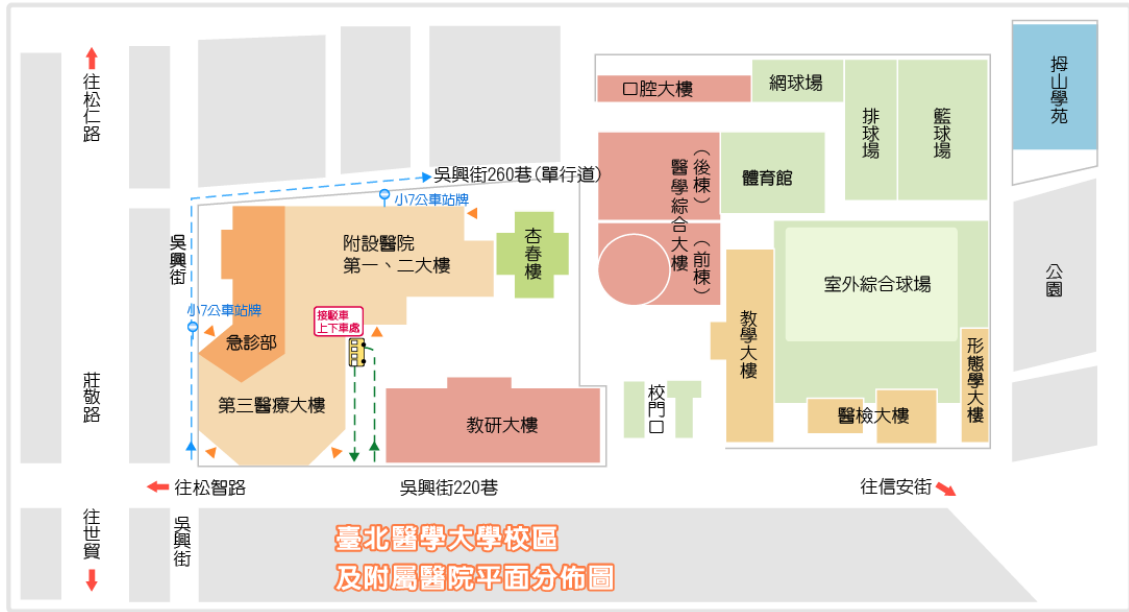 往松仁路
口腔大樓
網球場
排球場
籃球場
拇山學苑
吳興街260巷(單行道)
小7公車站牌
附設醫院
第一、二大樓
杏春樓
醫學綜合大樓
(後棟)
(前棟)
體育館
吳興街
小7公車站牌
急診部
接駁車
上下車處
第三醫療大樓
教研大樓
校門口
教學大樓
室外綜合球場
醫檢大樓
形態學大樓
公園
莊敬路
往松智路
吳興街220巷
往信安街
往世貿
吳興街
臺北醫學大學校區
及附屬醫院平面分佈圖